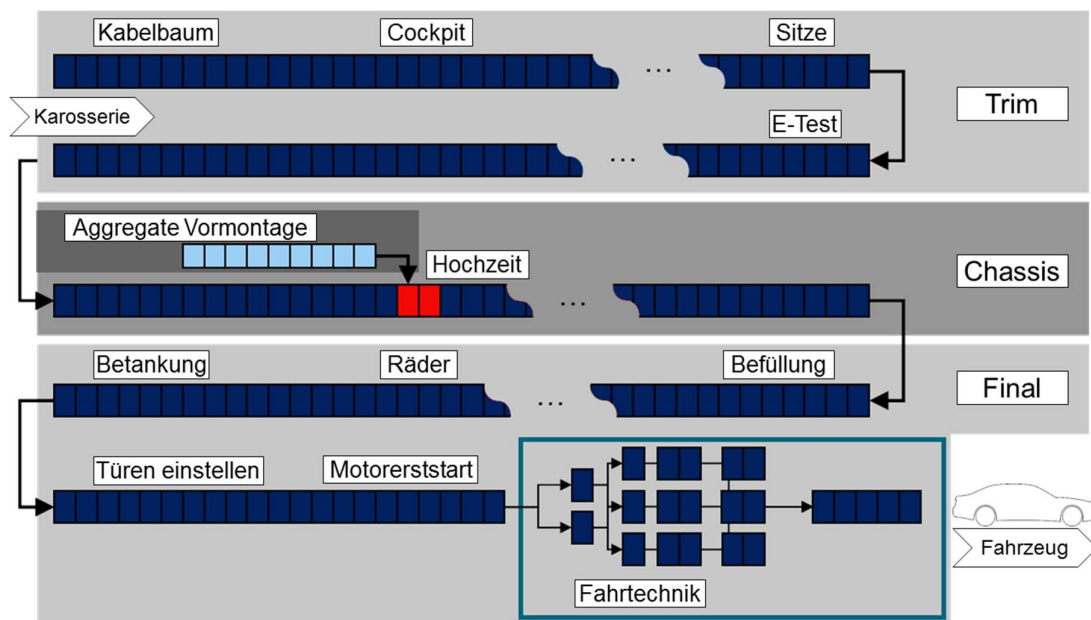 Kabelbaum
Cockpit
Sitze
...
Karosserie
Trim
E-Test
...
Aggregate Vormontage
Hochzeit
Chassis
...
Betankung
Räder
Befüllung
Final
...
Türen einstellen
Motorerststart
Fahrtechnik
Fahrzeug